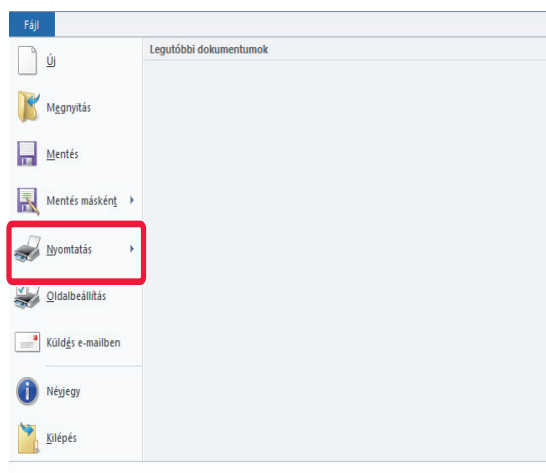 Fájl
Legutóbbi dokumentumok
Új
Megnyitás
Mentés
Mentés másként
Nyomtatás
Oldalbeállítás
Küldés e-mailben
Névjegy
Kilépés